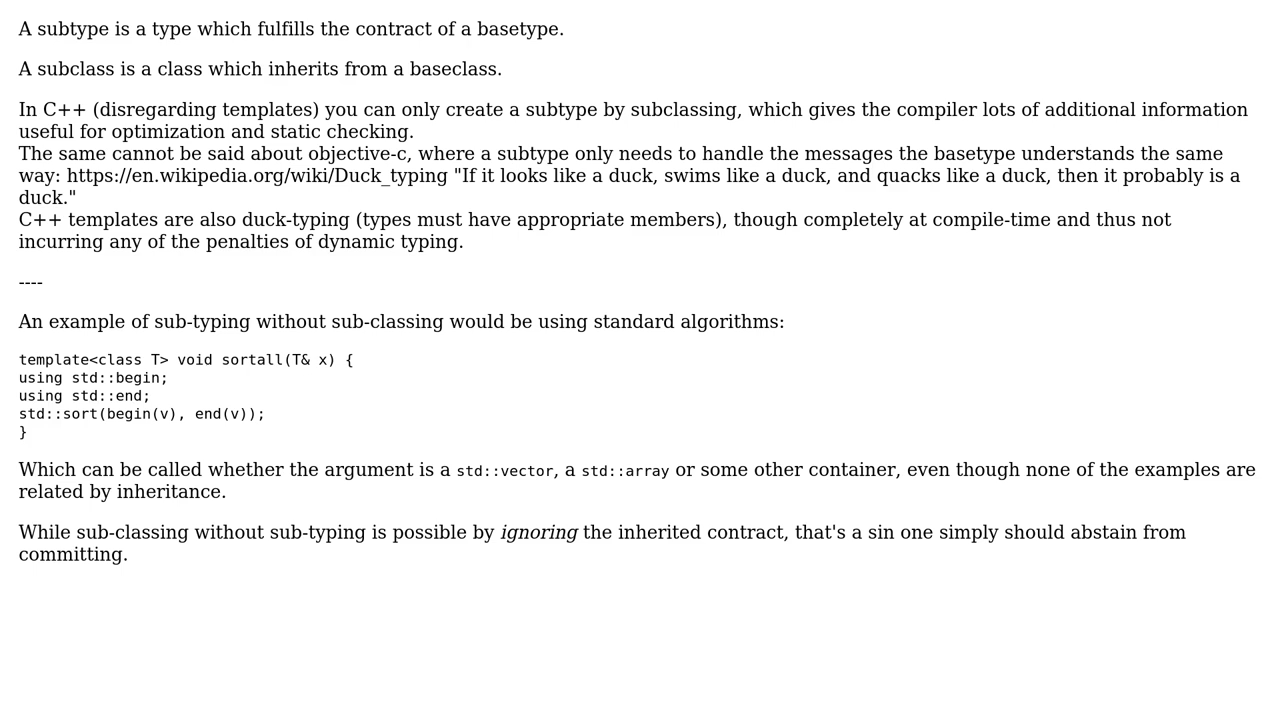 A subtype is a type which fulfills the contract of a basetype.
A subclass is a class which inherits from a baseclass.
In C++ (disregarding templates) you can only create a subtype by subclassing, which gives the compiler lots of additional information
useful for optimization and static checking.
The same cannot be said about objective-c, where a subtype only needs to handle the messages the basetype understands the same
way: https://en.wikipedia.org/wiki/Duck_typing "If it looks like a duck, swims like a duck, and quacks like a duck, then it probably is a
duck."
C++ templates are also duck-typing (types must have appropriate members), though completely at compile-time and thus not
incurring any of the penalties of dynamic typing.
----
An example of sub-typing without sub-classing would be using standard algorithms:
template<class T> void sortall(T& x) {
using std::begin;
using std::end;
std::sort(begin(v), end(v));
}
Which can be called whether the argument is a std::vector, a std::array or some other container, even though none of the examples are
related by inheritance.
While sub-classing without sub-typing is possible by ignoring the inherited contract, that's a sin one simply should abstain from
committing.